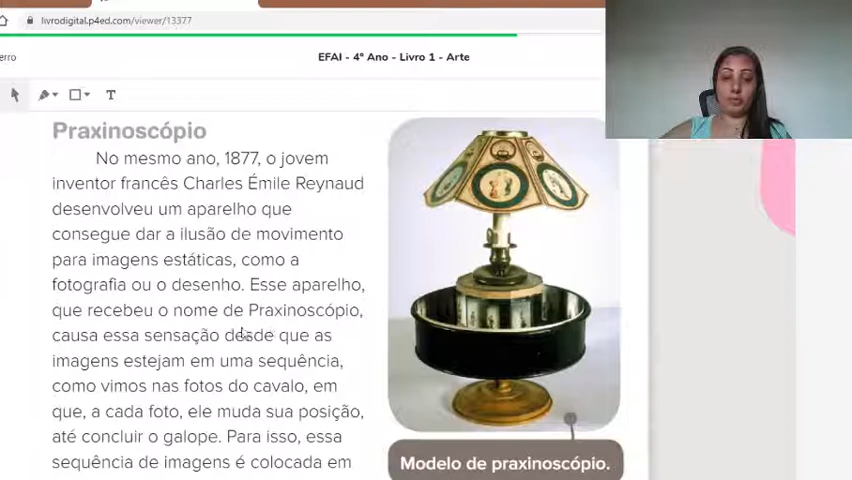 livrodigital.p4ed.com/viewer/13377
erro
EFAI - 4º Ano - Livro 1 - Arte
T
Praxinoscópio
No mesmo ano, 1877, o jovem
inventor francês Charles Émile Reynaud
desenvolveu um aparelho que
consegue dar a ilusão de movimento
para imagens estáticas, como a
fotografia ou o desenho. Esse aparelho,
que recebeu o nome de Praxinoscópio,
causa essa sensação desde que as
imagens estejam em uma sequência,
como vimos nas fotos do cavalo, em
que, a cada foto, ele muda sua posição,
até concluir o galope. Para isso, essa
sequência de imagens é colocada em
Modelo de praxinoscópio.